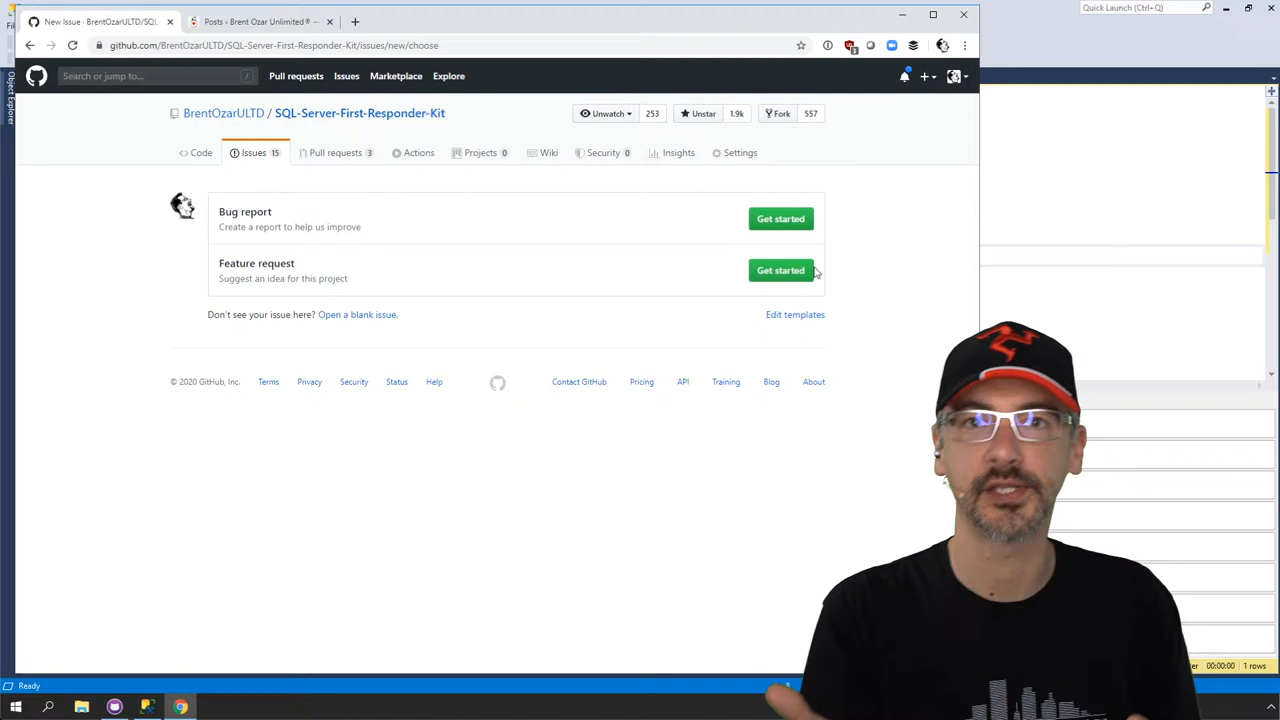 New Issue · BrentOzarULTD/SQL-
Posts ‹ Brent Ozar Unlimited® —
Quick Launch (Ctrl+Q)
github.com/BrentOzarULTD/SQL-Server-First-Responder-Kit/issues/new/choose
Object Explorer
Search or jump to...
/
Pull requests
Issues
Marketplace
Explore
BrentOzarULTD / SQL-Server-First-Responder-Kit
Unwatch
253
Unstar
1.9k
Fork
557
Code
Issues 15
Pull requests 3
Actions
Projects 0
Wiki
Security 0
Insights
Settings
Bug report
Create a report to help us improve
Get started
Feature request
Suggest an idea for this project
Get started
Don't see your issue here? Open a blank issue.
Edit templates
© 2020 GitHub, Inc.
Terms
Privacy
Security
Status
Help
Contact GitHub
Pricing
API
Training
Blog
About
00:00:00
1 rows
Ready